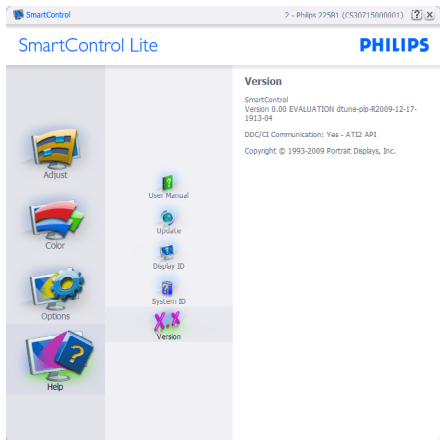 SmartControl
2 - Philips 225B1 (CS30715000001)
SmartControl Lite
PHILIPS
Adjust
Color
Options
Help
User Manual
Update
Display ID
System ID
X.X
Version
Version
SmartControl
Version 0.00 EVALUATION dtune-plp-R2009-12-17-
1913-04
DDC/CI Communication: Yes - ATI2 API
Copyright © 1993-2009 Portrait Displays, Inc.